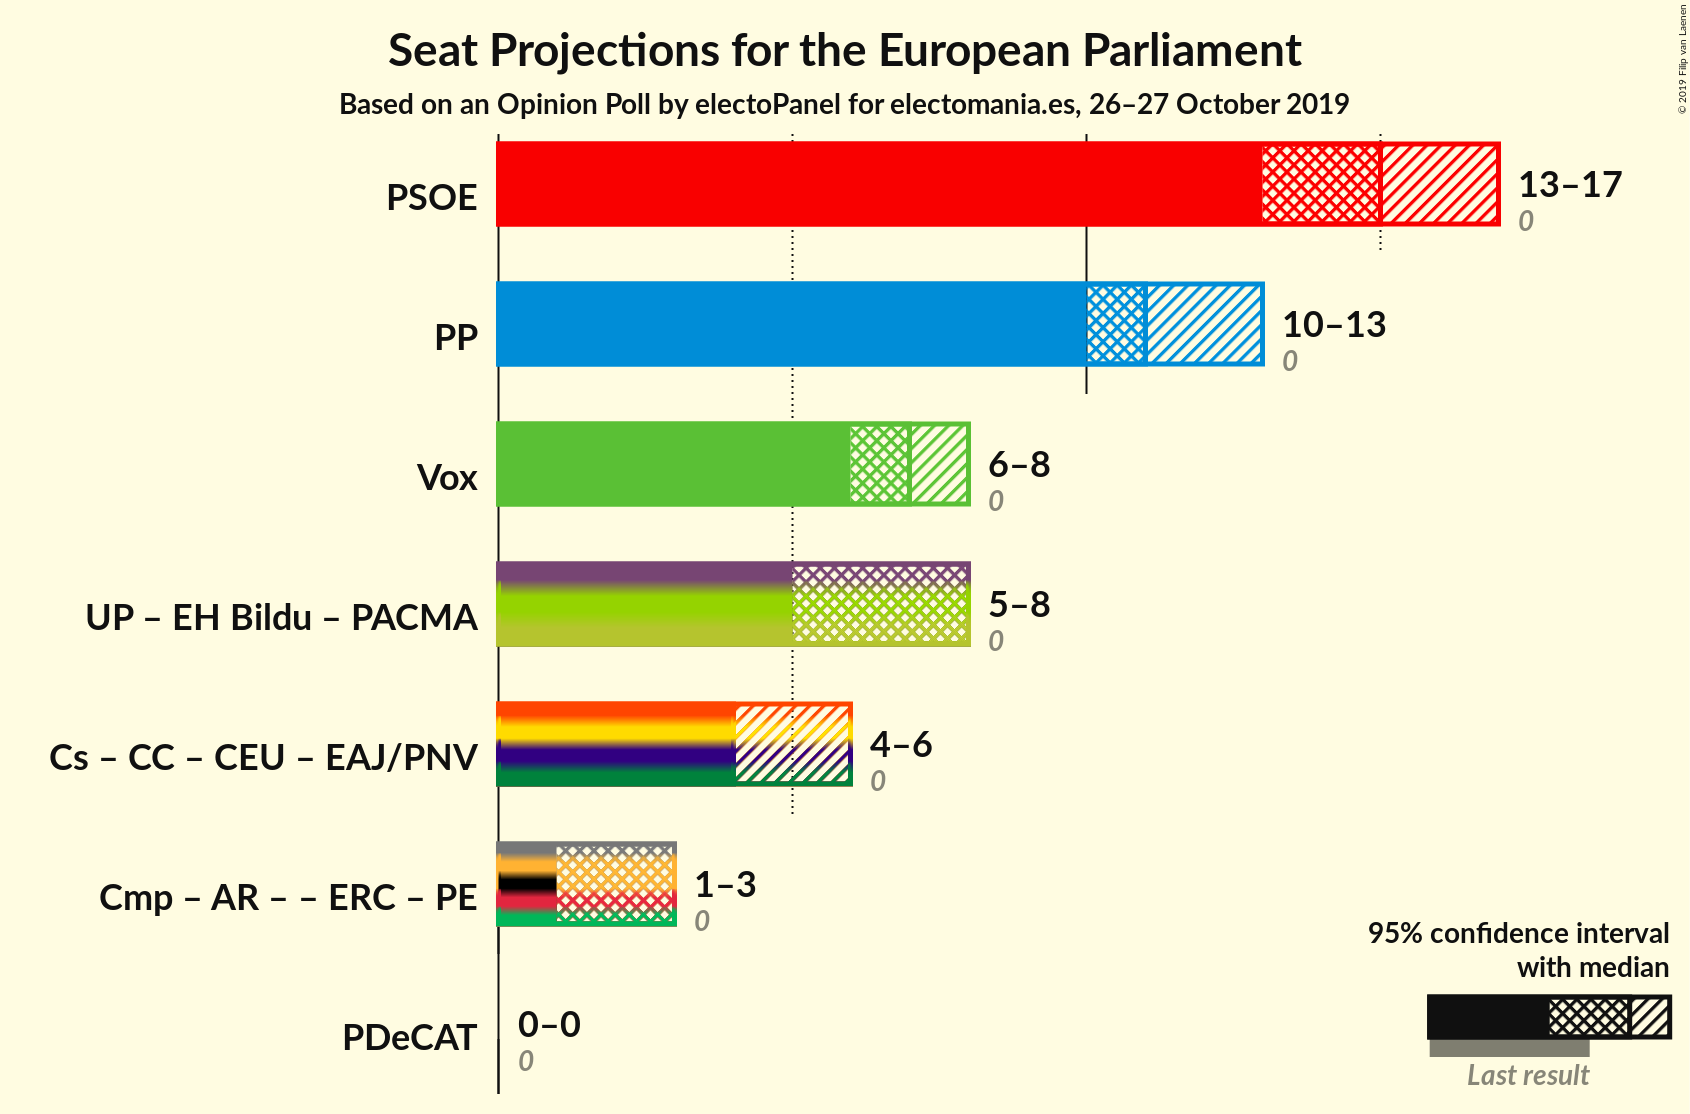 Seat Projections for the European Parliament
Based on an Opinion Poll by electoPanel for electomania.es, 26–27 October 2019
© 2019 Filip van Laenen
PSOE
13–17
0
PP
10–13
0
Vox
6–8
0
UP – EH Bildu – PACMA
5–8
0
Cs – CC – CEU – EAJ/PNV
4–6
0
Cmp – AR – – ERC – PE
1–3
0
PDeCAT
0–0
0
95% confidence interval
with median
Last result